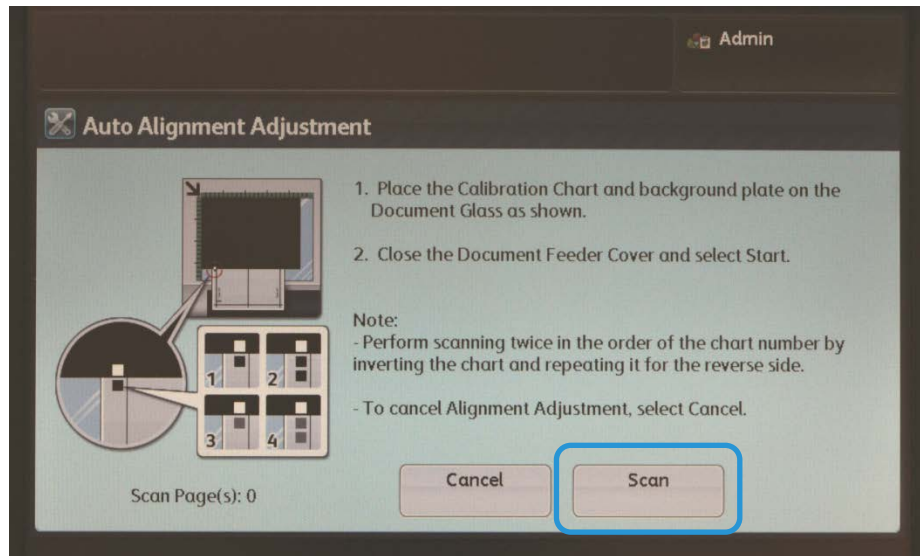 Admin
Auto Alignment Adjustment
1. Place the Calibration Chart and background plate on the
Document Glass as shown.
2. Close the Document Feeder Cover and select Start.
Note:
- Perform scanning twice in the order of the chart number by
inverting the chart and repeating it for the reverse side.
- To cancel Alignment Adjustment, select Cancel.
1
2
3
4
Scan Page(s): 0
Cancel
Scan